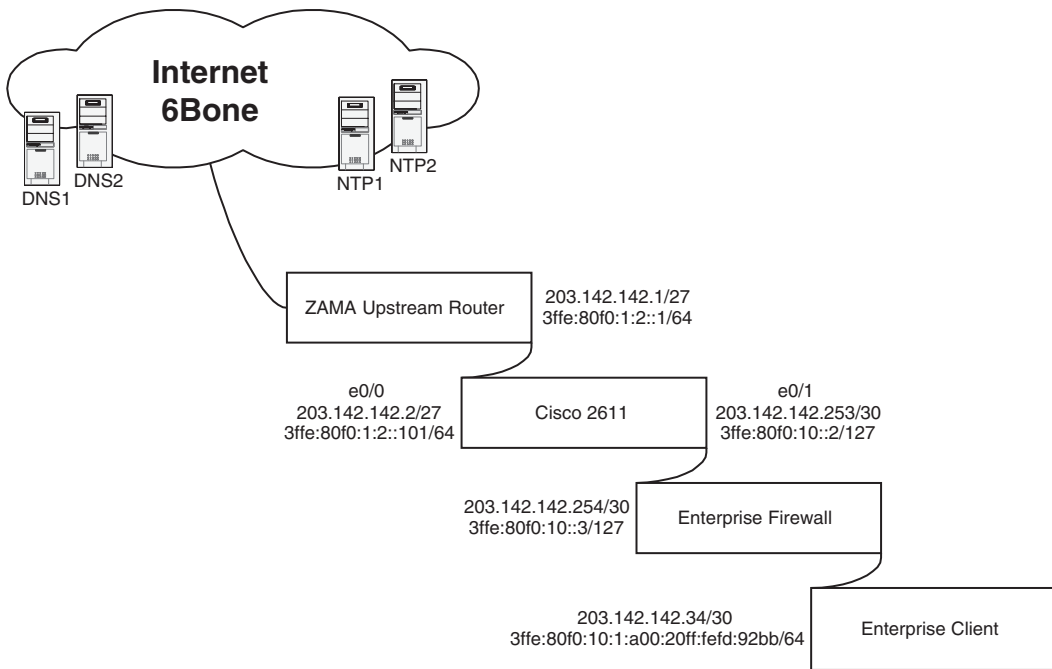 Internet
6Bone
DNS1
DNS2
NTP1
NTP2
ZAMA Upstream Router
203.142.142.1/27
3ffe:80f0:1:2::1/64
e0/0
203.142.142.2/27
3ffe:80f0:1:2::101/64
Cisco 2611
e0/1
203.142.142.253/30
3ffe:80f0:10::2/127
203.142.142.254/30
3ffe:80f0:10::3/127
Enterprise Firewall
203.142.142.34/30
3ffe:80f0:10:1:a00:20ff:fefd:92bb/64
Enterprise Client